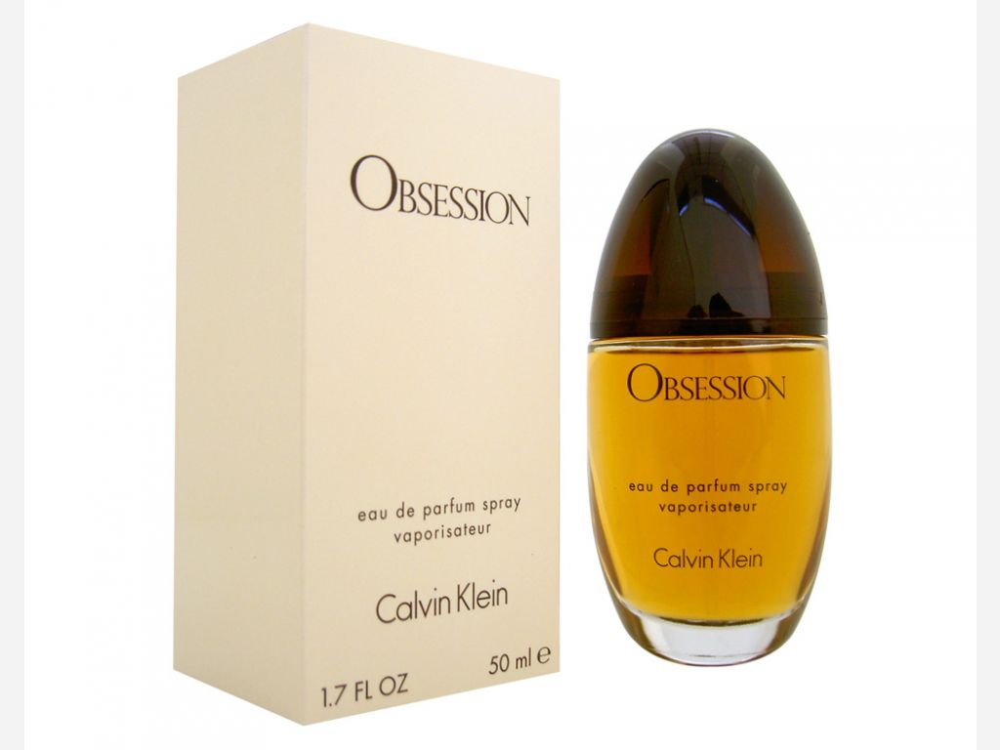 OBSESSION
eau de parfum spray
vaporisateur
Calvin Klein
1.7 FL OZ
50 ml ℮
OBSESSION
eau de parfum spray
vaporisateur
Calvin Klein